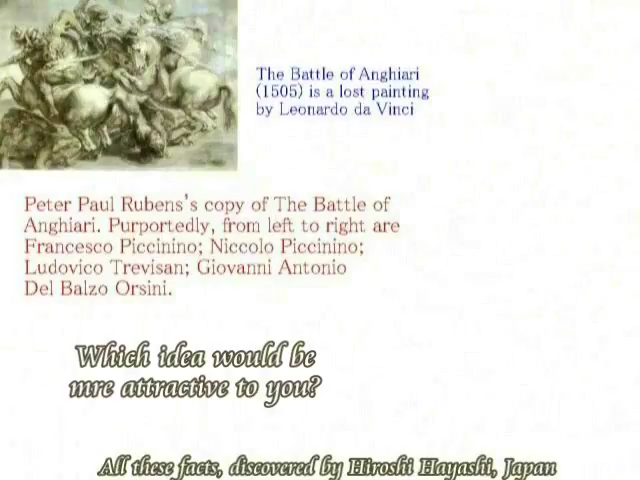 The Battle of Anghiari
(1505) is a lost painting
by Leonardo da Vinci
Peter Paul Rubens's copy of The Battle of
Anghiari. Purportedly, from left to right are
Francesco Piccinino; Niccolo Piccinino;
Ludovico Trevisan; Giovanni Antonio
Del Balzo Orsini.
Which idea would be
mre attractive to you?
All these facts, discovered by Hiroshi Hayashi, Japan